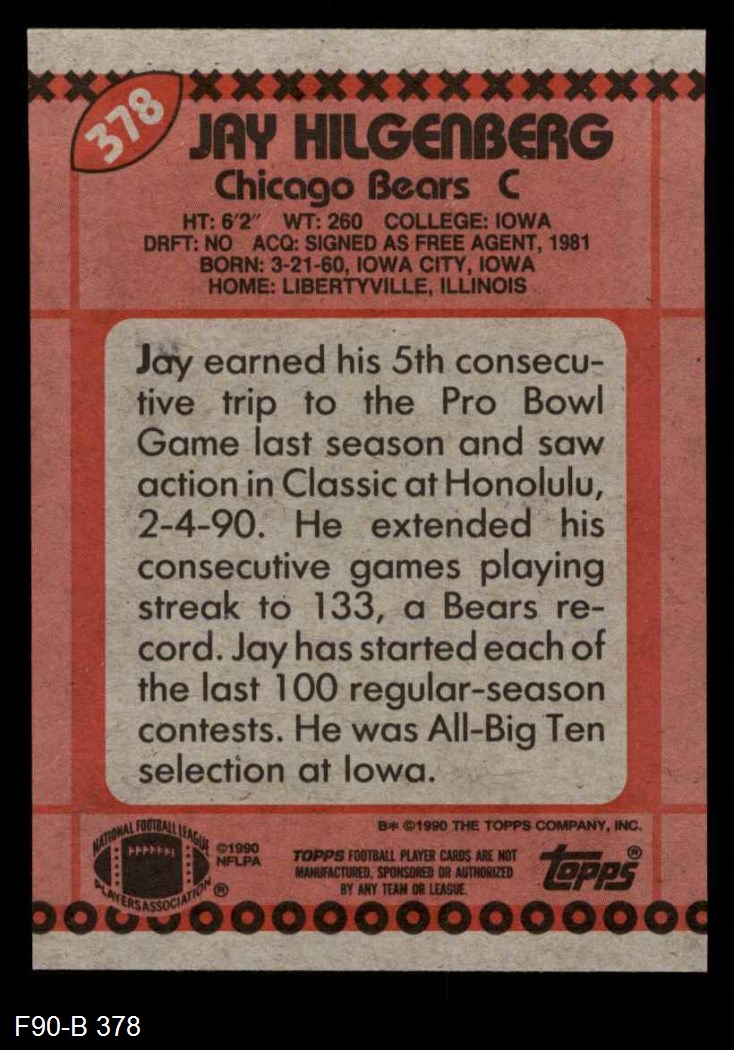 378
JAY HILGENBERG
Chicago Bears C
HT: 6'2" WT: 260 COLLEGE: IOWA
DRFT: NO ACQ: SIGNED AS FREE AGENT, 1981
BORN: 3-21-60, IOWA CITY, IOWA
HOME: LIBERTYVILLE, ILLINOIS
Jay earned his 5th consecu-
tive trip to the Pro Bowl
Game last season and saw
action in Classic at Honolulu,
2-4-90. He extended his
consecutive games playing
streak to 133, a Bears re-
cord. Jay has started each of
the last 100 regular-season
contests. He was All-Big Ten
selection at Iowa.
B* ©1990 THE TOPPS COMPANY, INC.
NATIONAL FOOTBALL LEAGUE
PLAYERS ASSOCIATION ®
©1990
NFLPA
TOPPS FOOTBALL PLAYER CARDS ARE NOT
MANUFACTURED, SPONSORED OR AUTHORIZED
BY ANY TEAM OR LEAGUE.
topps®
F90-B 378